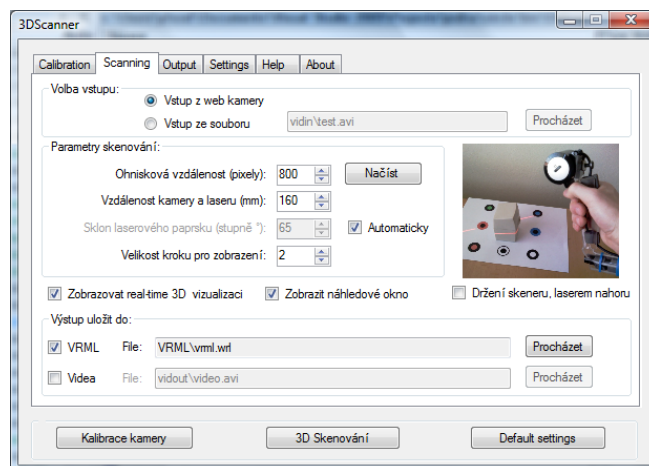 3DScanner
Calibration Scanning Output Settings Help About
Volba vstupu:
Vstup z web kamery
Vstup ze souboru vidin\test.avi Procházet
Parametry skenování:
Ohnisková vzdálenost (pixely): 800 Načíst
Vzdálenost kamery a laseru (mm): 160
Sklon laserového paprsku (stupně °): 65 Automaticky
Velikost kroku pro zobrazení: 2
Zobrazovat real-time 3D vizualizaci Zobrazit náhledové okno Držení skeneru, laserem nahoru
Výstup uložit do:
VRML File: VRML\vrml.wrl Procházet
Videa File: vidout\video.avi Procházet
Kalibrace kamery 3D Skenování Default settings